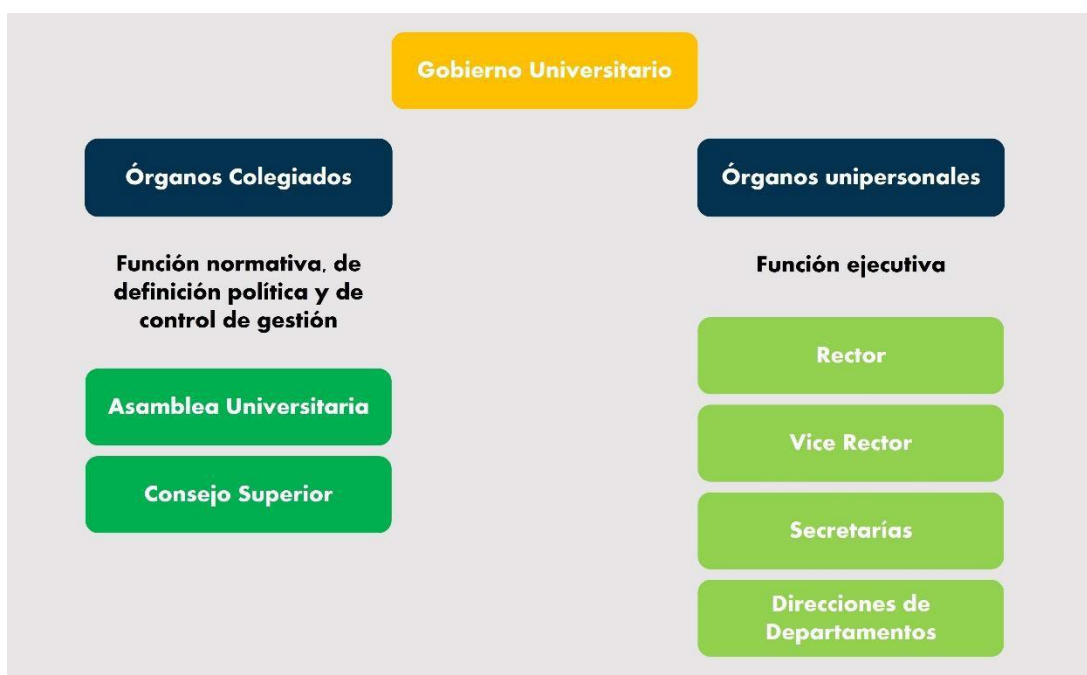 Gobierno Universitario
Órganos Colegiados
Función normativa, de
definición política y de
control de gestión
Asamblea Universitaria
Consejo Superior
Órganos unipersonales
Función ejecutiva
Rector
Vice Rector
Secretarías
Direcciones de
Departamentos